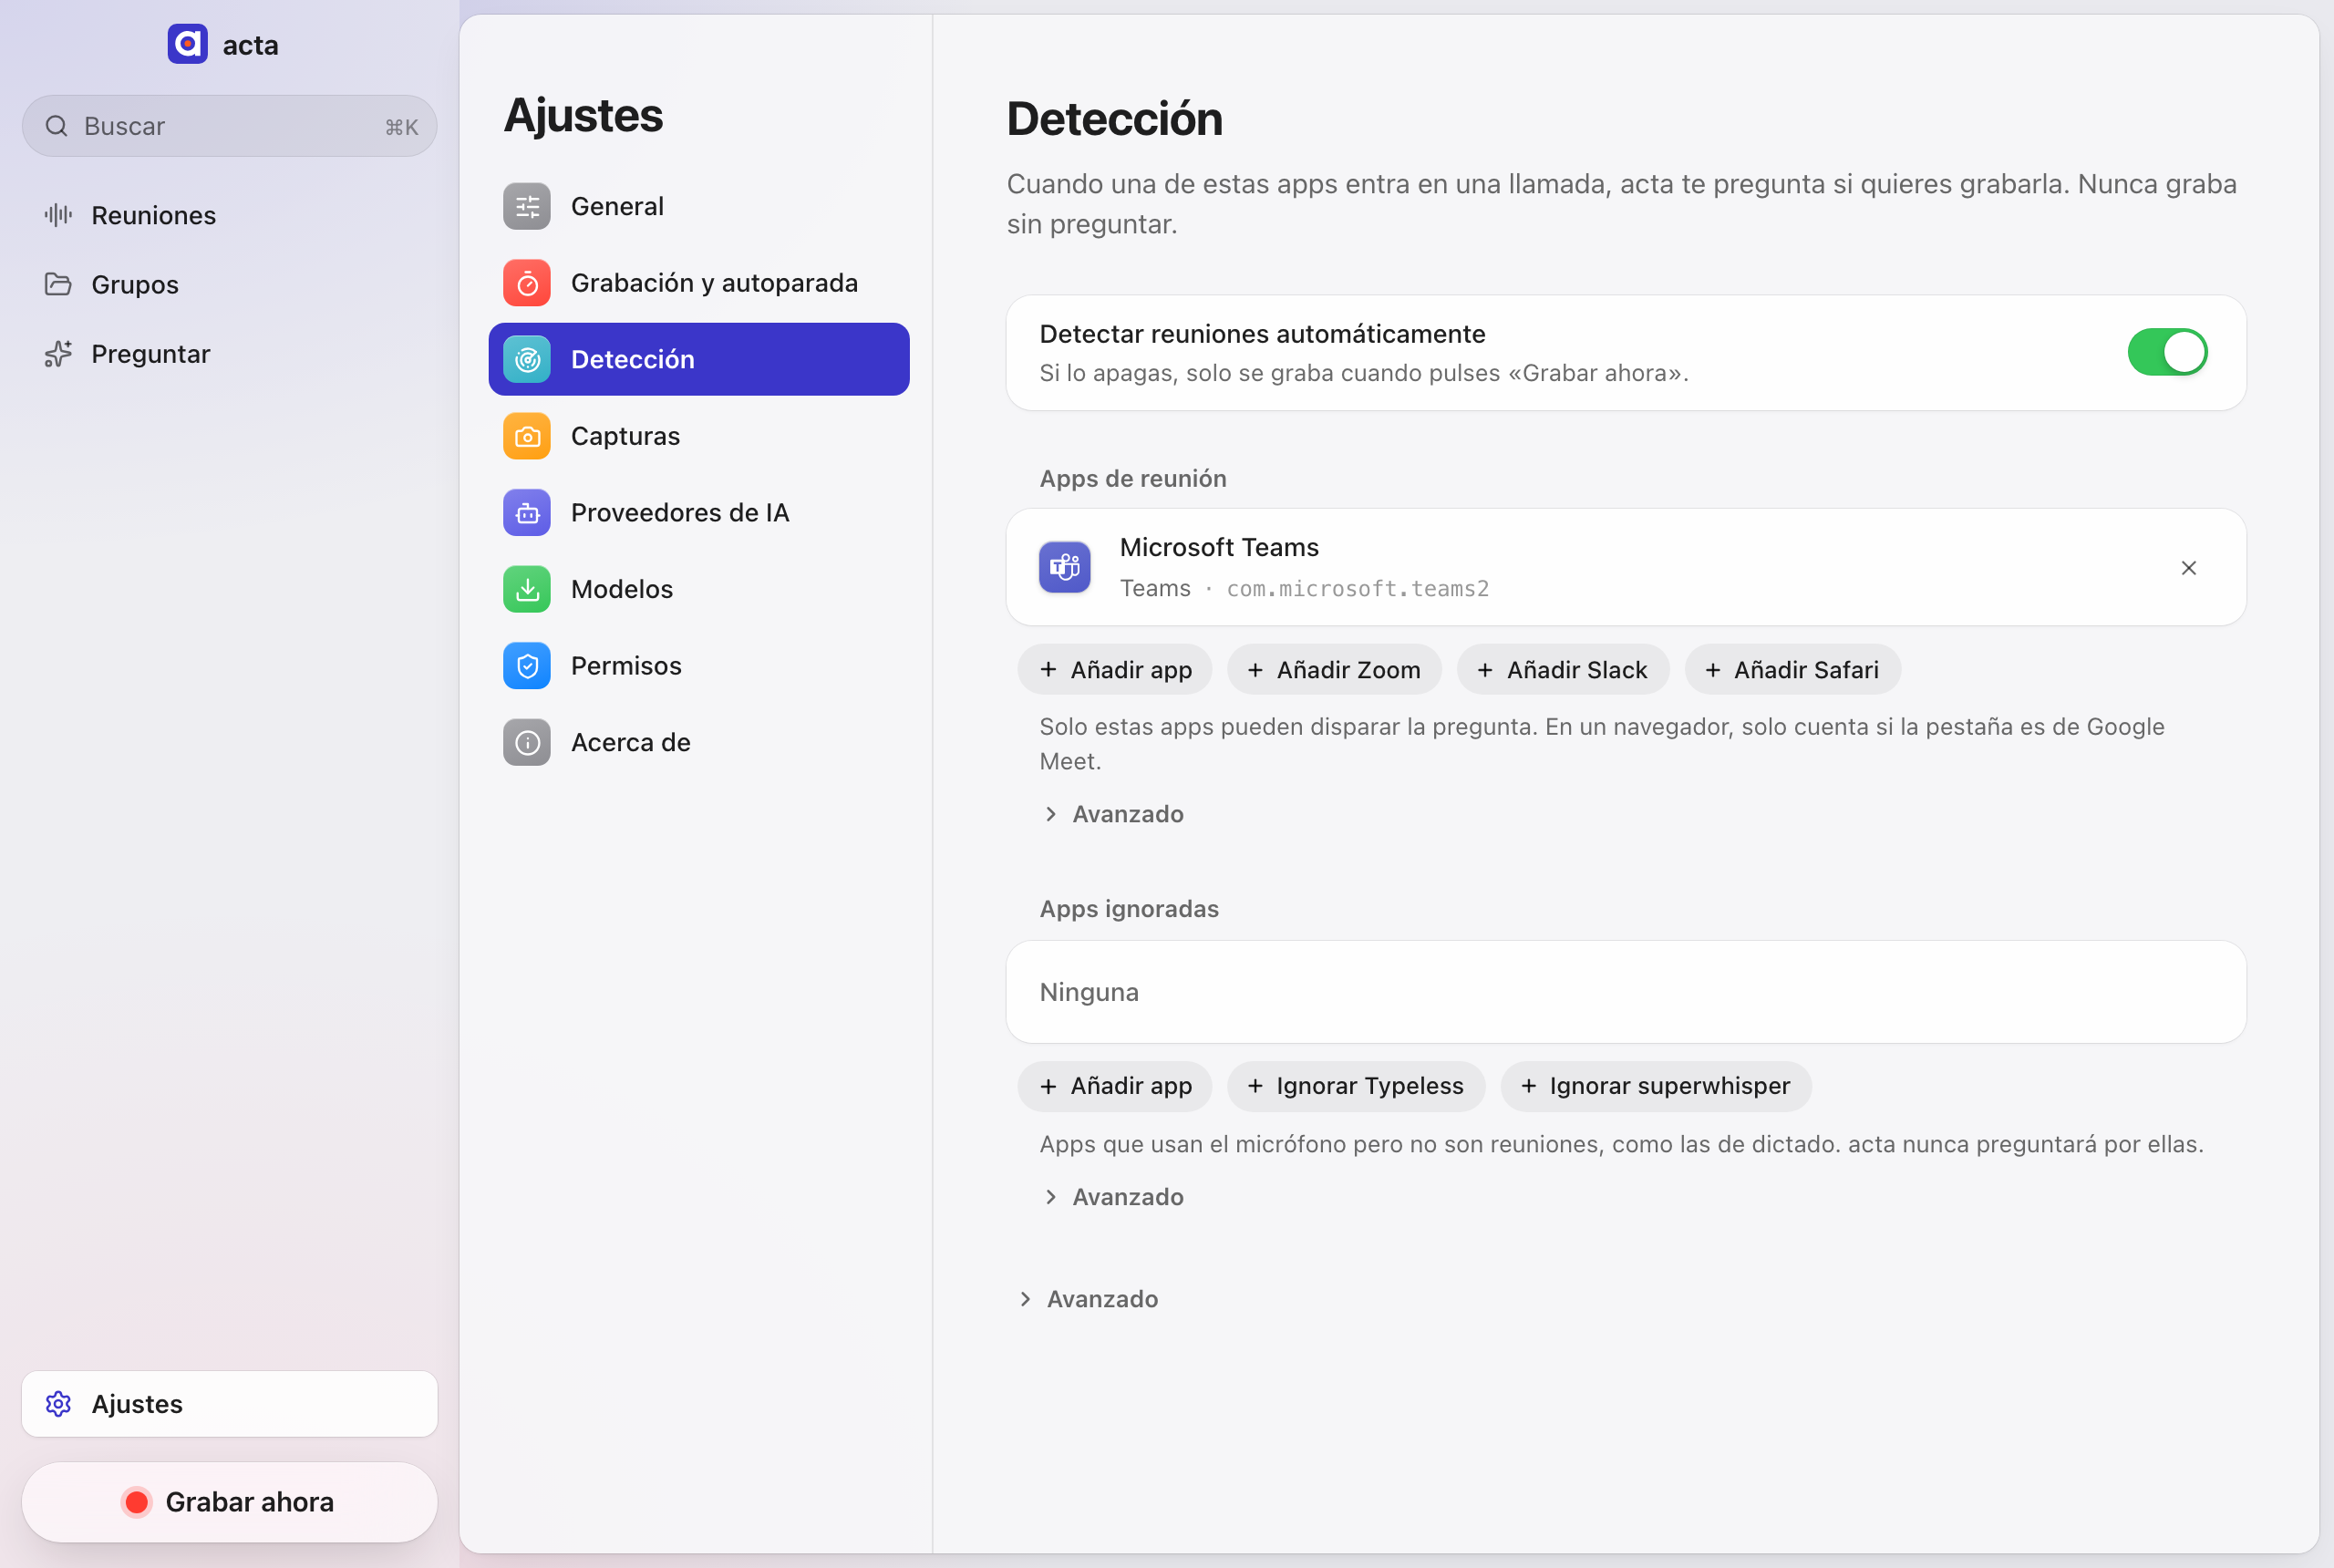 acta
Buscar ⌘K
Reuniones
Grupos
Preguntar
Ajustes
Grabar ahora
Ajustes
General
Grabación y autoparada
Detección
Capturas
Proveedores de IA
Modelos
Permisos
Acerca de
Detección
Cuando una de estas apps entra en una llamada, acta te pregunta si quieres grabarla. Nunca graba
sin preguntar.
Detectar reuniones automáticamente
Si lo apagas, solo se graba cuando pulses «Grabar ahora».
Apps de reunión
Microsoft Teams
Teams · com.microsoft.teams2
+ Añadir app + Añadir Zoom + Añadir Slack + Añadir Safari
Solo estas apps pueden disparar la pregunta. En un navegador, solo cuenta si la pestaña es de Google
Meet.
Avanzado
Apps ignoradas
Ninguna
+ Añadir app + Ignorar Typeless + Ignorar superwhisper
Apps que usan el micrófono pero no son reuniones, como las de dictado. acta nunca preguntará por ellas.
Avanzado
Avanzado